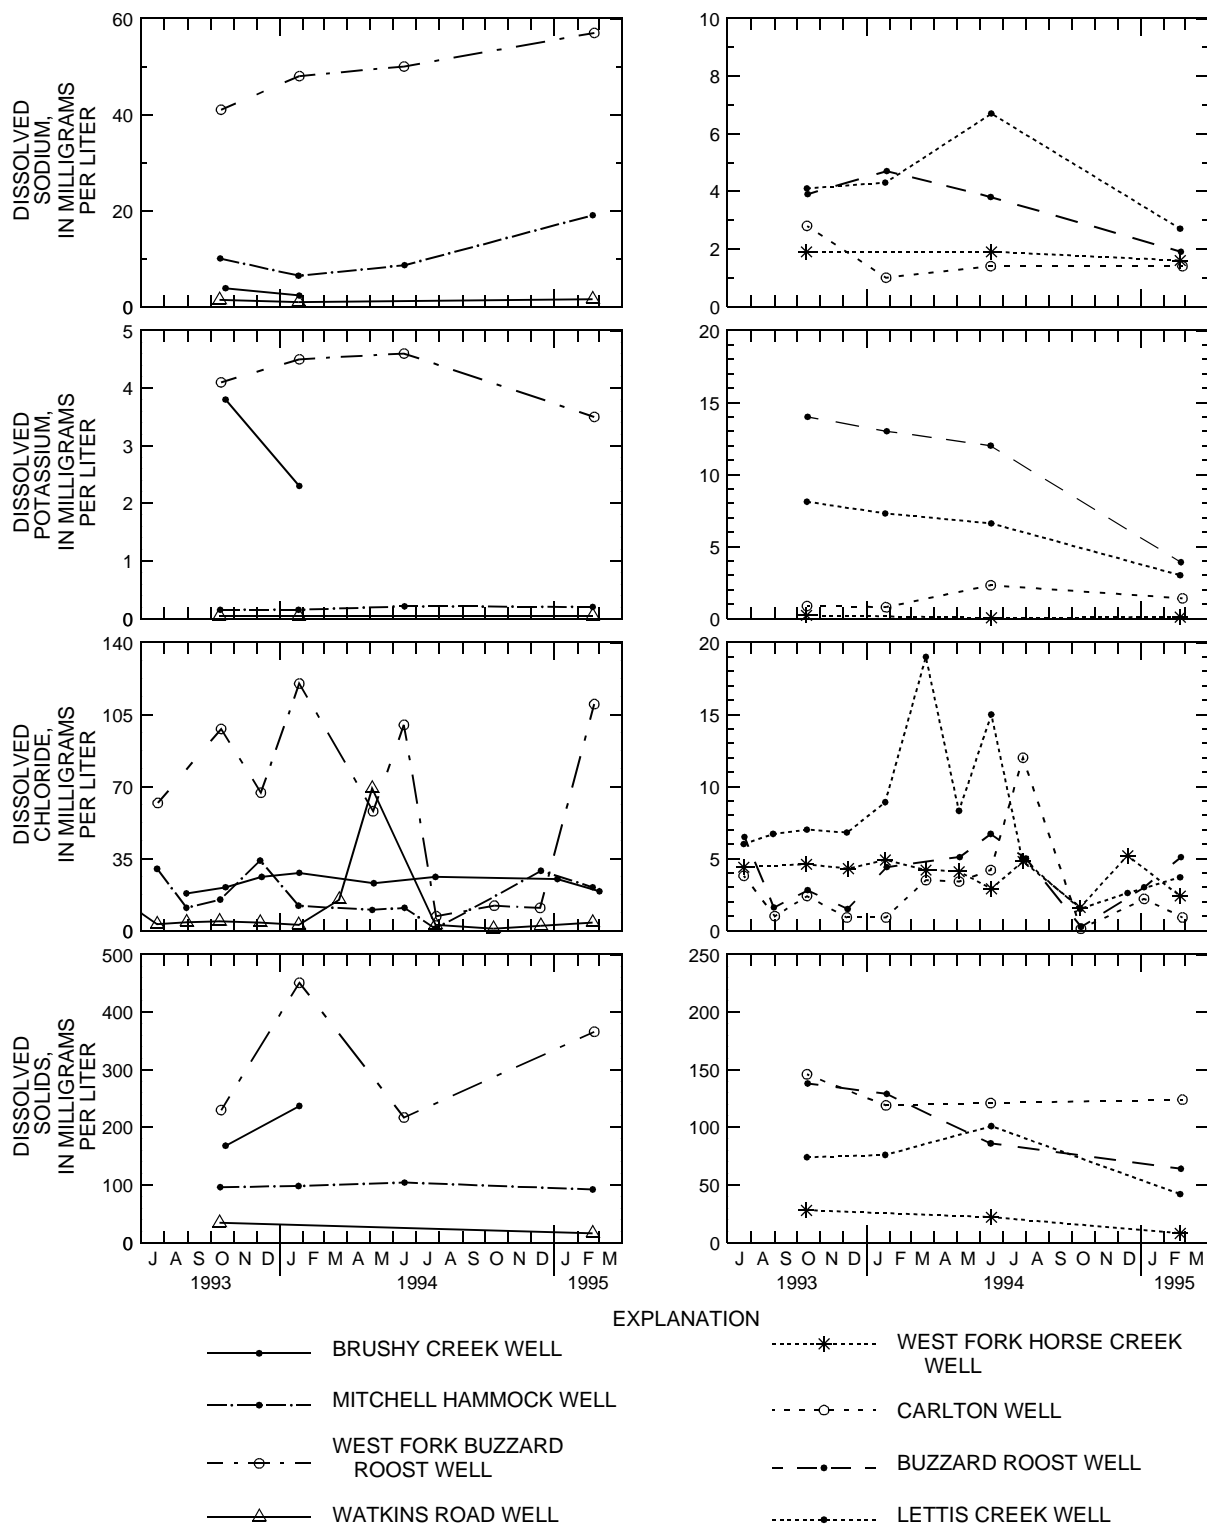 DISSOLVED
SODIUM,
IN MILLIGRAMS
PER LITER
60
40
20
0
10
8
6
4
2
0
DISSOLVED
POTASSIUM,
IN MILLIGRAMS
PER LITER
5
4
3
2
1
0
20
15
10
5
0
DISSOLVED
CHLORIDE,
IN MILLIGRAMS
PER LITER
140
105
70
35
0
20
15
10
5
0
DISSOLVED
SOLIDS,
IN MILLIGRAMS
PER LITER
500
400
300
200
100
0
250
200
150
100
50
0
J A S O N D J F M A M J J A S O N D J F M
1993 1994 1995
J A S O N D J F M A M J J A S O N D J F M
1993 1994 1995
EXPLANATION
BRUSHY CREEK WELL
MITCHELL HAMMOCK WELL
WEST FORK BUZZARD
ROOST WELL
WATKINS ROAD WELL
WEST FORK HORSE CREEK
WELL
CARLTON WELL
BUZZARD ROOST WELL
LETTIS CREEK WELL